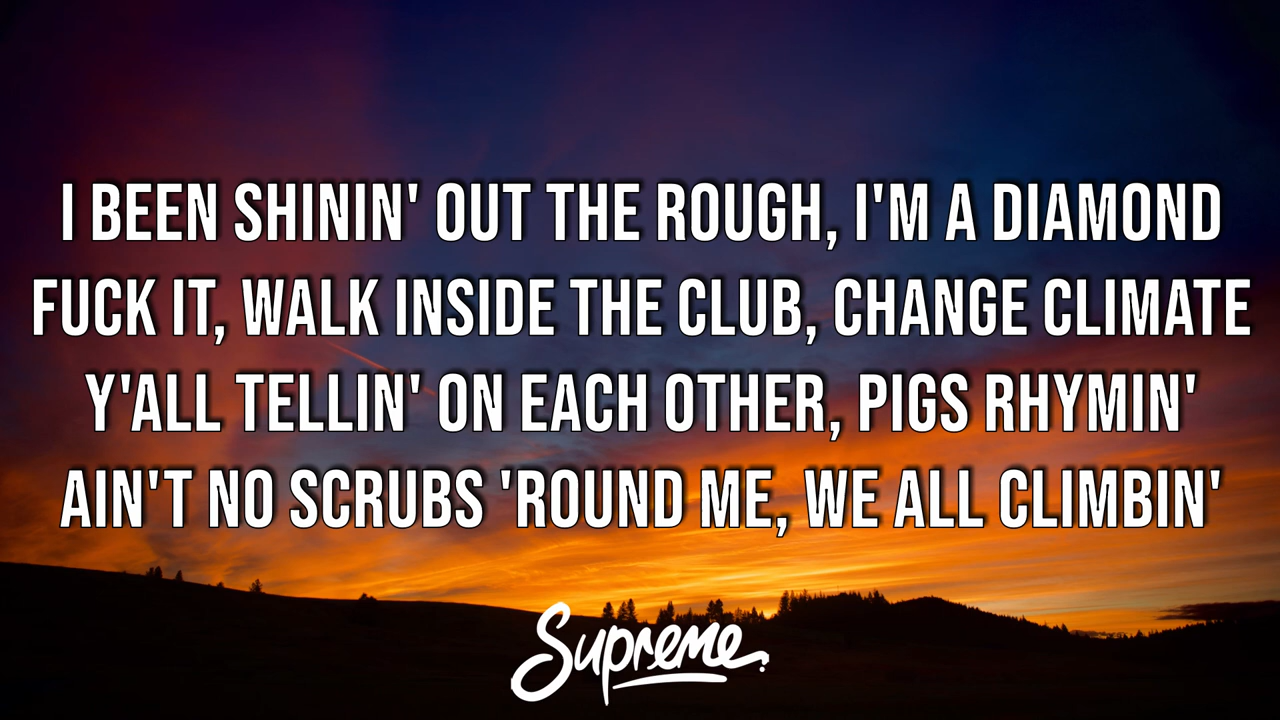 I BEEN SHININ' OUT THE ROUGH, I'M A DIAMOND
FUCK IT, WALK INSIDE THE CLUB, CHANGE CLIMATE
Y'ALL TELLIN' ON EACH OTHER, PIGS RHYMIN'
AIN'T NO SCRUBS 'ROUND ME, WE ALL CLIMBIN'
Supreme.